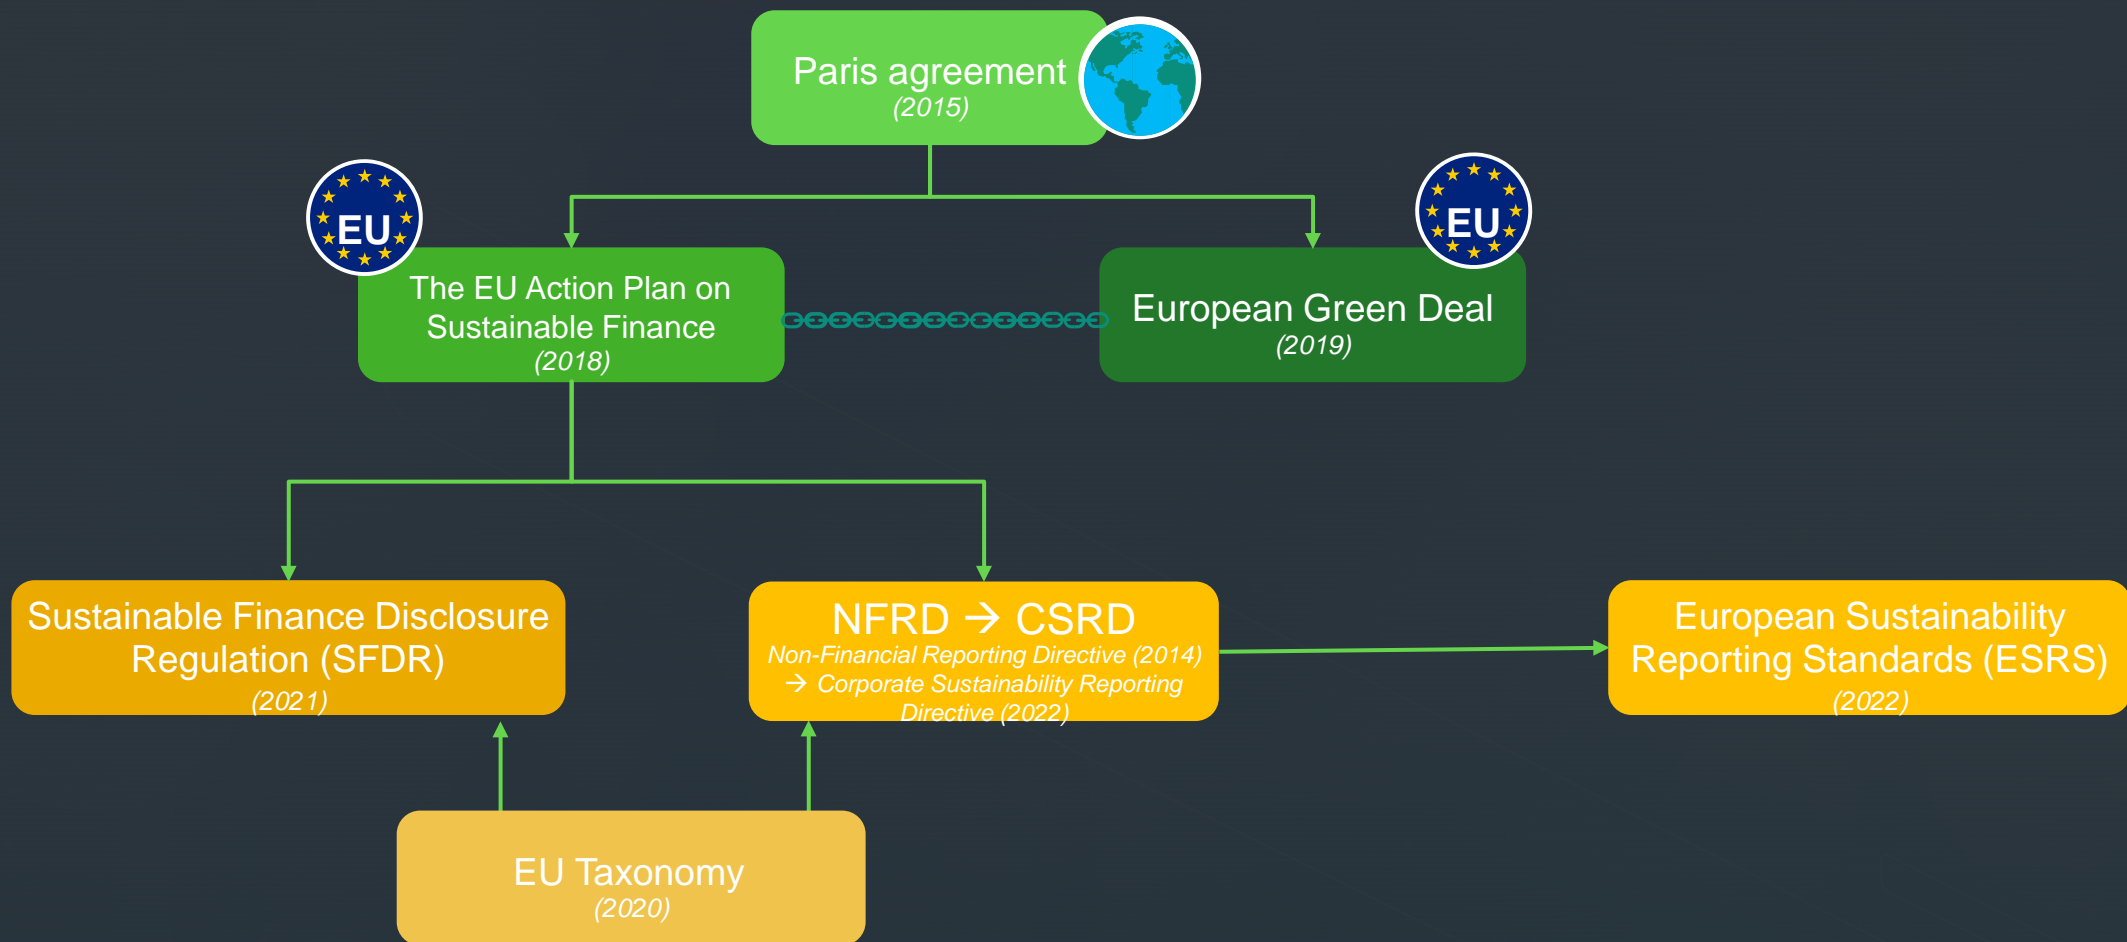 Paris agreement
(2015)
EU
EU
The EU Action Plan on
Sustainable Finance
(2018)
European Green Deal
(2019)
Sustainable Finance Disclosure
Regulation (SFDR)
(2021)
NFRD → CSRD
Non-Financial Reporting Directive (2014)
→ Corporate Sustainability Reporting
Directive (2022)
European Sustainability
Reporting Standards (ESRS)
(2022)
EU Taxonomy
(2020)